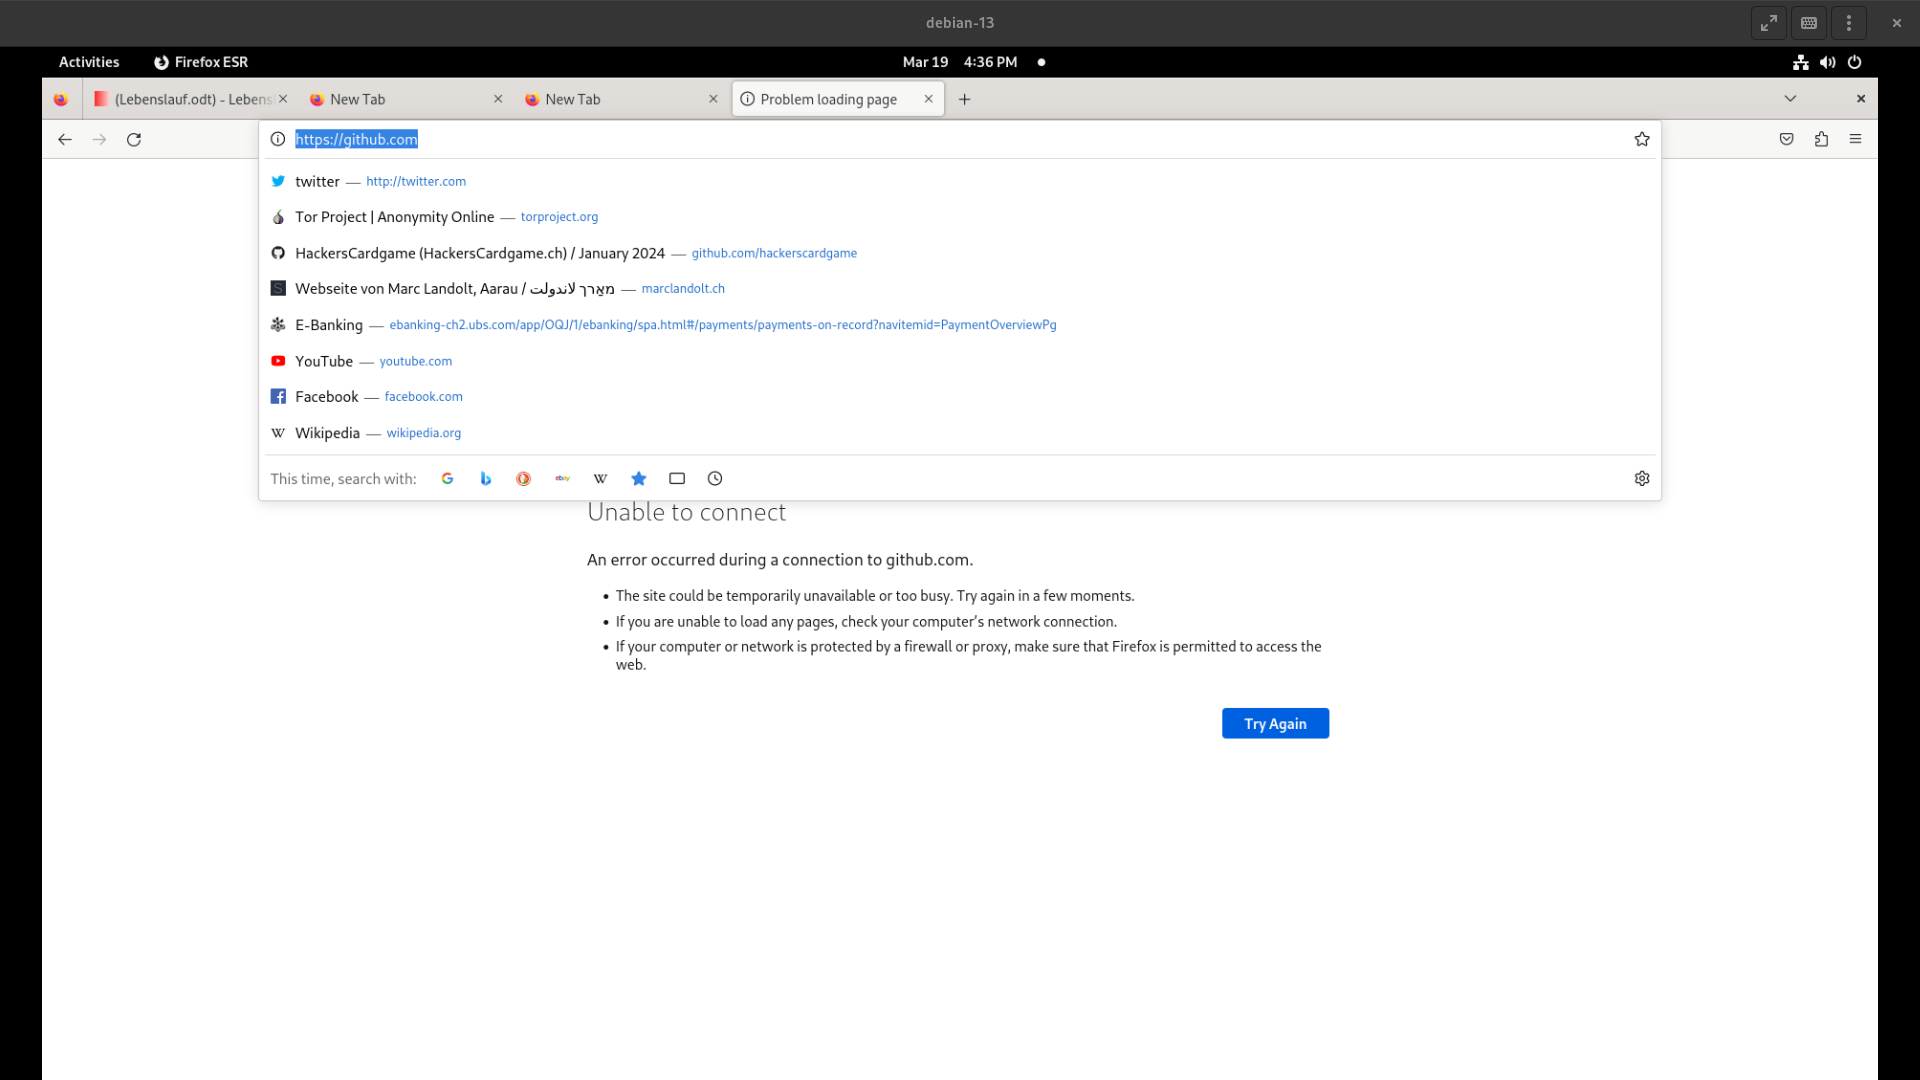 debian-13
Activities Firefox ESR Mar 19 4:36 PM
(Lebenslauf.odt) - Lebens New Tab New Tab Problem loading page
https://github.com
twitter — http://twitter.com
Tor Project | Anonymity Online — torproject.org
HackersCardgame (HackersCardgame.ch) / January 2024 — github.com/hackerscardgame
Webseite von Marc Landolt, Aarau / מאַרך לאנדולת — marclandolt.ch
E-Banking — ebanking-ch2.ubs.com/app/OQJ/1/ebanking/spa.html#/payments/payments-on-record?navitemid=PaymentOverviewPg
YouTube — youtube.com
Facebook — facebook.com
Wikipedia — wikipedia.org
This time, search with:
Unable to connect
An error occurred during a connection to github.com.
• The site could be temporarily unavailable or too busy. Try again in a few moments.
• If you are unable to load any pages, check your computer’s network connection.
• If your computer or network is protected by a firewall or proxy, make sure that Firefox is permitted to access the
web.
Try Again